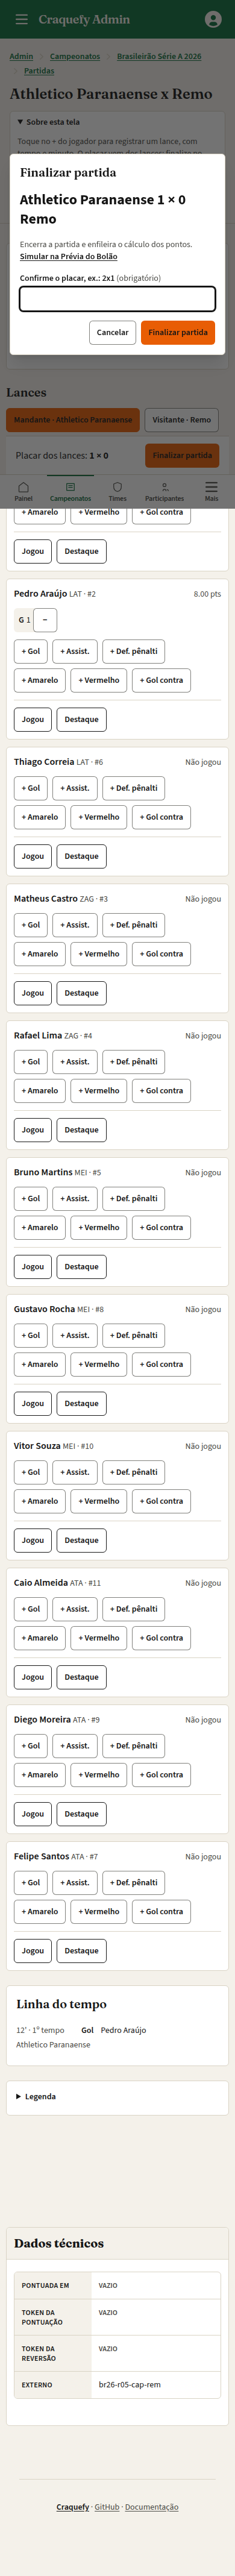 Craquefy Admin
Admin / Campeonatos / Brasileirão Série A 2026
/ Partidas
Athletico Paranaense x Remo
▼ Sobre esta tela
Toque no + do jogador para registrar um lance, com
Finalizar partida
Athletico Paranaense 1 × 0
Remo
Encerra a partida e enfileira o cálculo dos pontos.
Simular na Prévia do Bolão
Confirme o placar, ex.: 2x1 (obrigatório)
Cancelar Finalizar partida
Lances
Mandante · Athletico Paranaense Visitante · Remo
Placar dos lances: 1 × 0 Finalizar partida
Painel Campeonatos Times Participantes Mais
+ Amarelo + Vermelho + Gol contra
Jogou Destaque
Pedro Araújo LAT · #2 8.00 pts
G 1 −
+ Gol + Assist. + Def. pênalti
+ Amarelo + Vermelho + Gol contra
Jogou Destaque
Thiago Correia LAT · #6 Não jogou
+ Gol + Assist. + Def. pênalti
+ Amarelo + Vermelho + Gol contra
Jogou Destaque
Matheus Castro ZAG · #3 Não jogou
+ Gol + Assist. + Def. pênalti
+ Amarelo + Vermelho + Gol contra
Jogou Destaque
Rafael Lima ZAG · #4 Não jogou
+ Gol + Assist. + Def. pênalti
+ Amarelo + Vermelho + Gol contra
Jogou Destaque
Bruno Martins MEI · #5 Não jogou
+ Gol + Assist. + Def. pênalti
+ Amarelo + Vermelho + Gol contra
Jogou Destaque
Gustavo Rocha MEI · #8 Não jogou
+ Gol + Assist. + Def. pênalti
+ Amarelo + Vermelho + Gol contra
Jogou Destaque
Vitor Souza MEI · #10 Não jogou
+ Gol + Assist. + Def. pênalti
+ Amarelo + Vermelho + Gol contra
Jogou Destaque
Caio Almeida ATA · #11 Não jogou
+ Gol + Assist. + Def. pênalti
+ Amarelo + Vermelho + Gol contra
Jogou Destaque
Diego Moreira ATA · #9 Não jogou
+ Gol + Assist. + Def. pênalti
+ Amarelo + Vermelho + Gol contra
Jogou Destaque
Felipe Santos ATA · #7 Não jogou
+ Gol + Assist. + Def. pênalti
+ Amarelo + Vermelho + Gol contra
Jogou Destaque
Linha do tempo
12' · 1º tempo Gol Pedro Araújo
Athletico Paranaense
▶ Legenda
Dados técnicos
PONTUADA EM VAZIO
TOKEN DA VAZIO
PONTUAÇÃO
TOKEN DA VAZIO
REVERSÃO
EXTERNO br26-r05-cap-rem
Craquefy · GitHub · Documentação